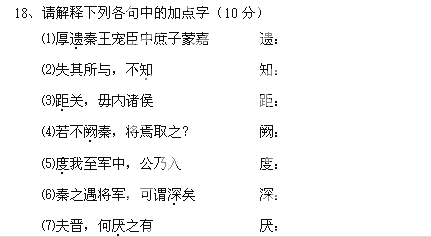 18、请解释下列各句中的加点字（10 分）
⑴厚遗秦王宠臣中庶子蒙嘉 遗：
⑵失其所与，不知 知：
⑶距关，毋内诸侯 距：
⑷若不阙秦，将焉取之？ 阙：
⑸度我至军中，公乃入 度：
⑹秦之遇将军，可谓深矣 深：
⑺夫晋，何厌之有 厌：